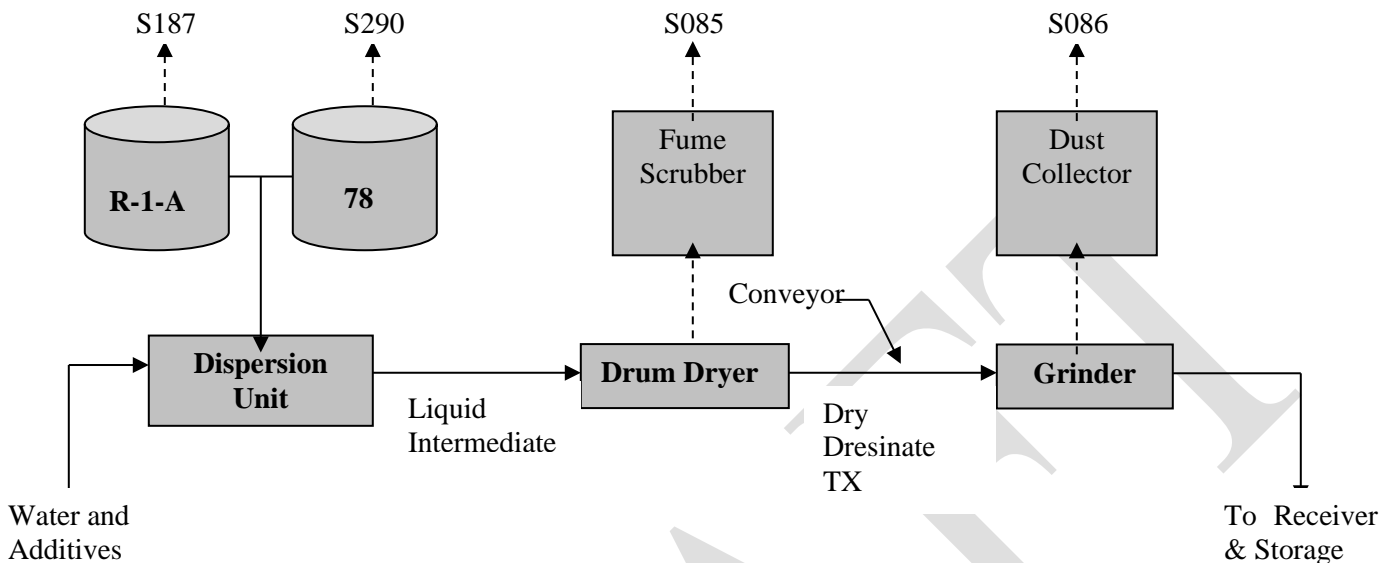 S187
S290
S085
S086
Fume
Scrubber
Dust
Collector
R-1-A
78
Conveyor
Dispersion
Unit
Drum Dryer
Grinder
Liquid
Intermediate
Dry
Dresinate
TX
Water and
Additives
To Receiver
& Storage